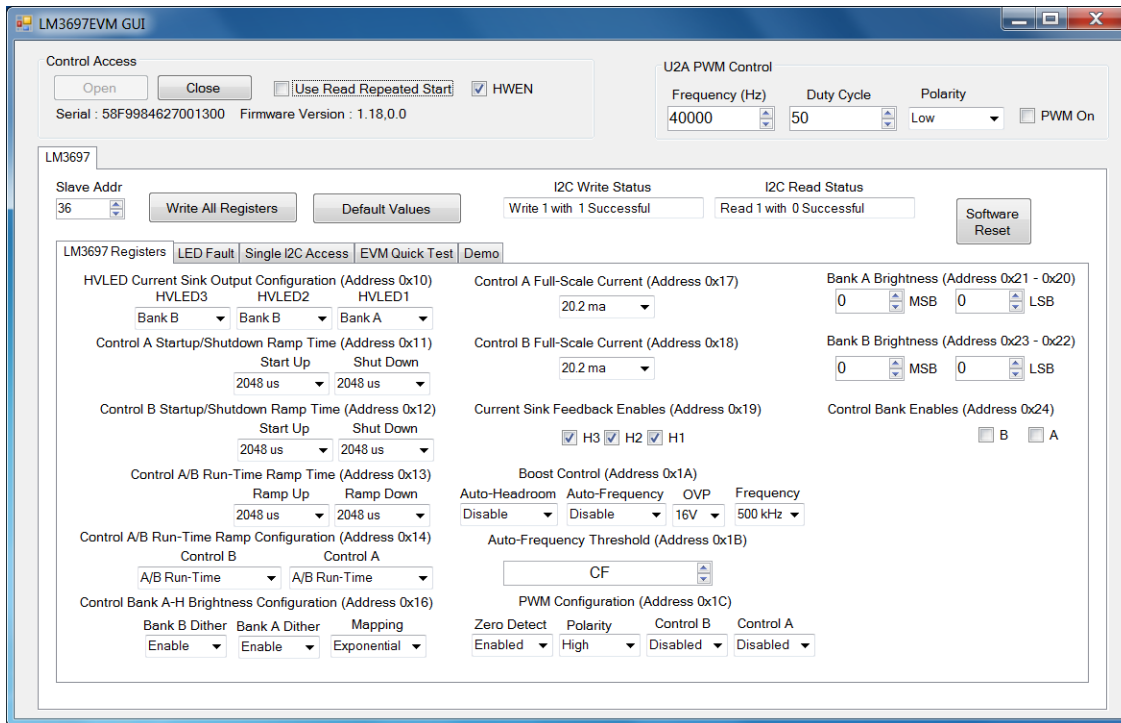 LM3697EVM GUI
Control Access
Open Close Use Read Repeated Start HWEN
Serial : 58F9984627001300 Firmware Version : 1.18,0.0
U2A PWM Control
Frequency (Hz) Duty Cycle Polarity
40000 50 Low PWM On
LM3697
Slave Addr
36
Write All Registers
Default Values
I2C Write Status
Write 1 with 1 Successful
I2C Read Status
Read 1 with 0 Successful
Software
Reset
LM3697 Registers LED Fault Single I2C Access EVM Quick Test Demo
HVLED Current Sink Output Configuration (Address 0x10)
HVLED3 HVLED2 HVLED1
Bank B Bank B Bank A
Control A Startup/Shutdown Ramp Time (Address 0x11)
Start Up Shut Down
2048 us 2048 us
Control B Startup/Shutdown Ramp Time (Address 0x12)
Start Up Shut Down
2048 us 2048 us
Control A/B Run-Time Ramp Time (Address 0x13)
Ramp Up Ramp Down
2048 us 2048 us
Control A/B Run-Time Ramp Configuration (Address 0x14)
Control B Control A
A/B Run-Time A/B Run-Time
Control Bank A-H Brightness Configuration (Address 0x16)
Bank B Dither Bank A Dither Mapping
Enable Enable Exponential
Control A Full-Scale Current (Address 0x17)
20.2 ma
Control B Full-Scale Current (Address 0x18)
20.2 ma
Current Sink Feedback Enables (Address 0x19)
H3 H2 H1
Boost Control (Address 0x1A)
Auto-Headroom Auto-Frequency OVP Frequency
Disable Disable 16V 500 kHz
Auto-Frequency Threshold (Address 0x1B)
CF
PWM Configuration (Address 0x1C)
Zero Detect Polarity Control B Control A
Enabled High Disabled Disabled
Bank A Brightness (Address 0x21 - 0x20)
0 MSB 0 LSB
Bank B Brightness (Address 0x23 - 0x22)
0 MSB 0 LSB
Control Bank Enables (Address 0x24)
B A